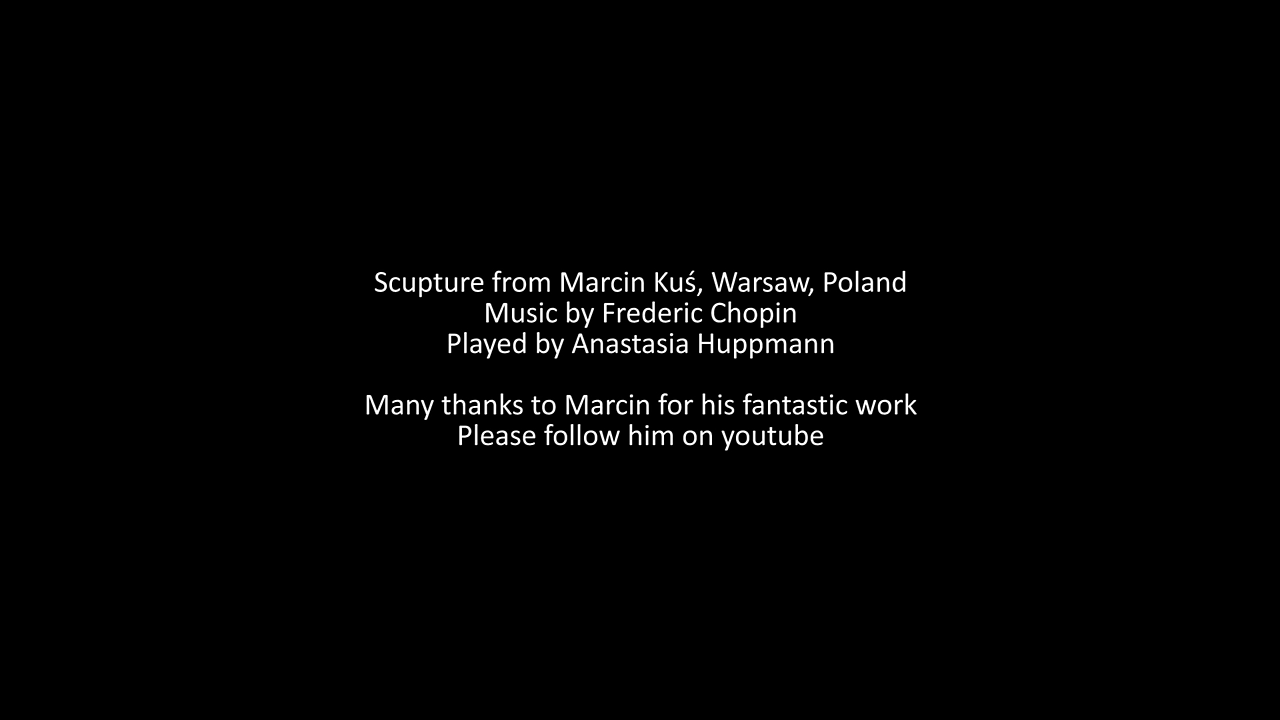 Scupture from Marcin Kuś, Warsaw, Poland
Music by Frederic Chopin
Played by Anastasia Huppmann
Many thanks to Marcin for his fantastic work
Please follow him on youtube